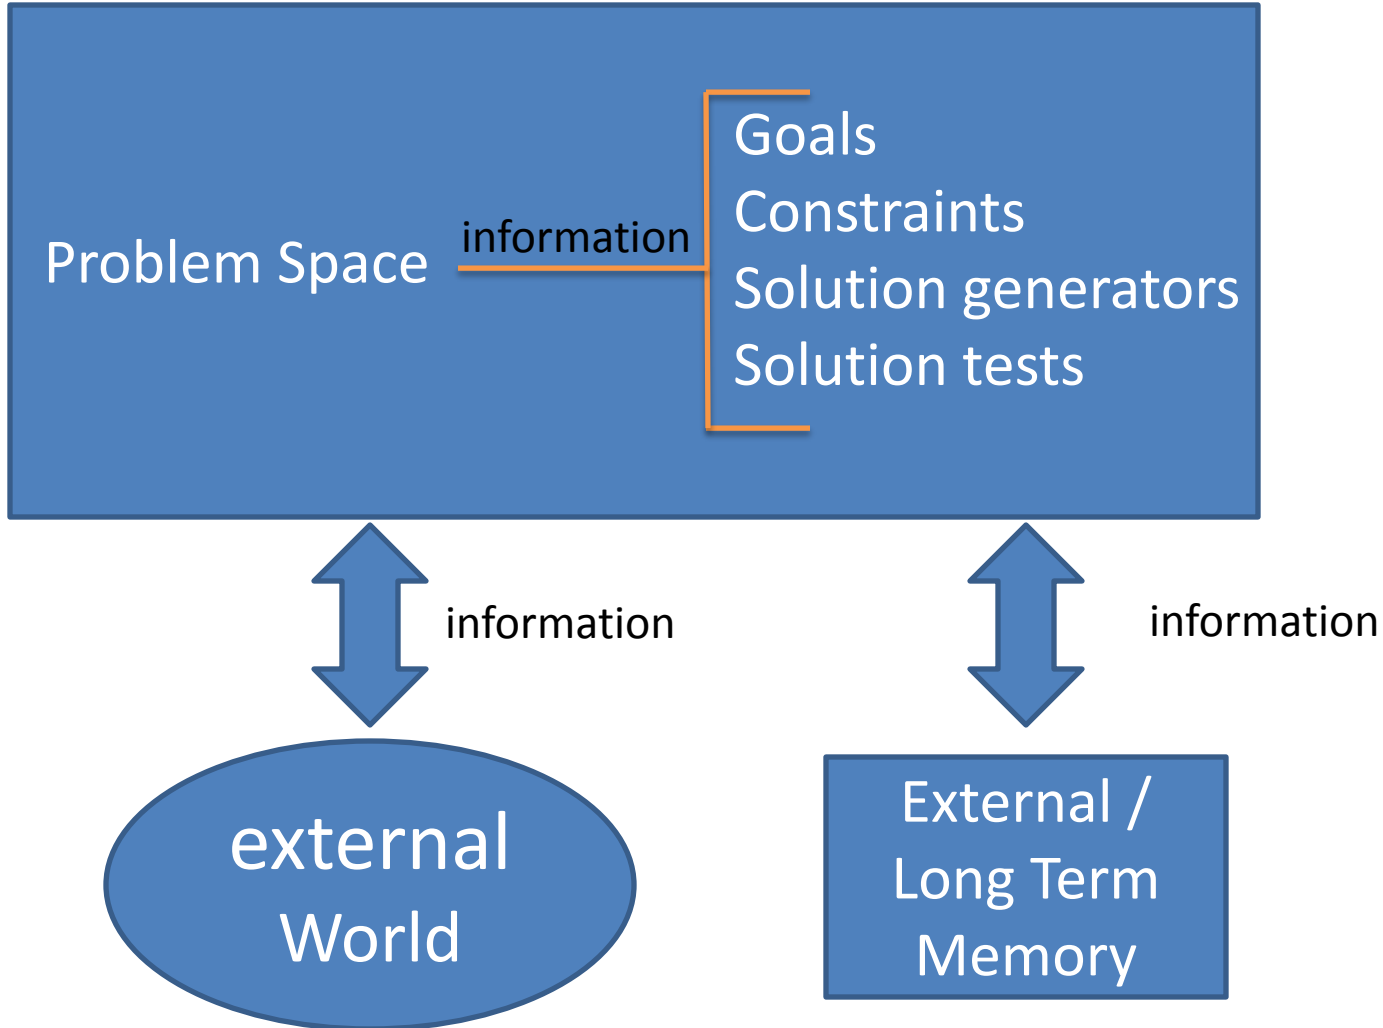 Goals
Constraints
Problem Space
information
Solution generators
Solution tests
information
information
external
World
External /
Long Term
Memory